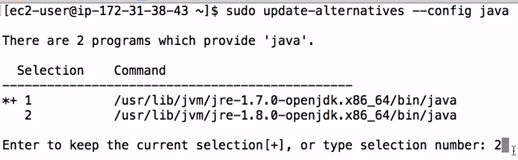 [ec2-user@ip-172-31-38-43 ~]$ sudo update-alternatives --config java
There are 2 programs which provide 'java'.
Selection    Command
-----------------------------------------------
*+ 1           /usr/lib/jvm/jre-1.7.0-openjdk.x86_64/bin/java
2           /usr/lib/jvm/jre-1.8.0-openjdk.x86_64/bin/java
Enter to keep the current selection[+], or type selection number: 2